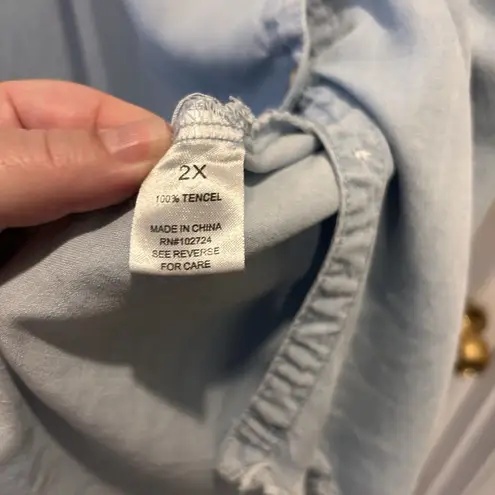 2X
100% TENCEL
MADE IN CHINA
RN#102724
SEE REVERSE
FOR CARE